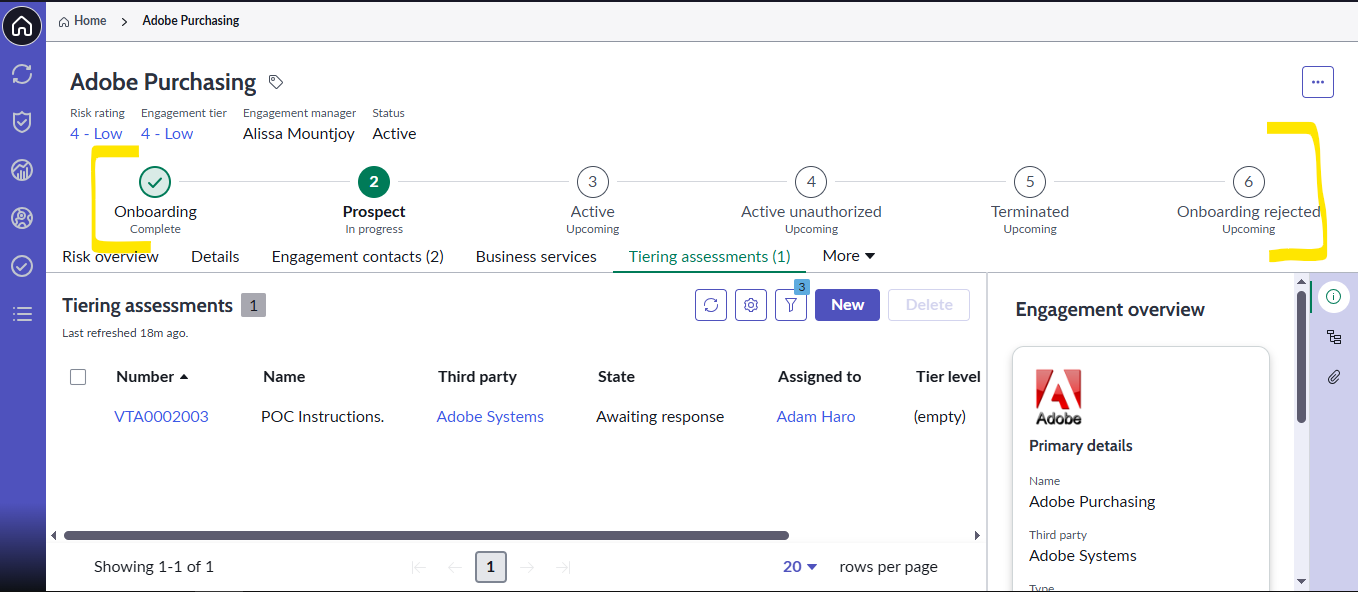 Home > Adobe Purchasing
Adobe Purchasing
Risk rating Engagement tier Engagement manager Status
4 - Low 4 - Low Alissa Mountjoy Active
2 3 4 5 6
Onboarding Prospect Active Active unauthorized Terminated Onboarding rejected
Complete In progress Upcoming Upcoming Upcoming Upcoming
Risk overview Details Engagement contacts (2) Business services Tiering assessments (1) More
Tiering assessments 1 3 New Delete
Last refreshed 18m ago.
Number Name Third party State Assigned to Tier level
VTA0002003 POC Instructions. Adobe Systems Awaiting response Adam Haro (empty)
Showing 1-1 of 1 1 20 rows per page
Engagement overview
Adobe
Primary details
Name
Adobe Purchasing
Third party
Adobe Systems
Type